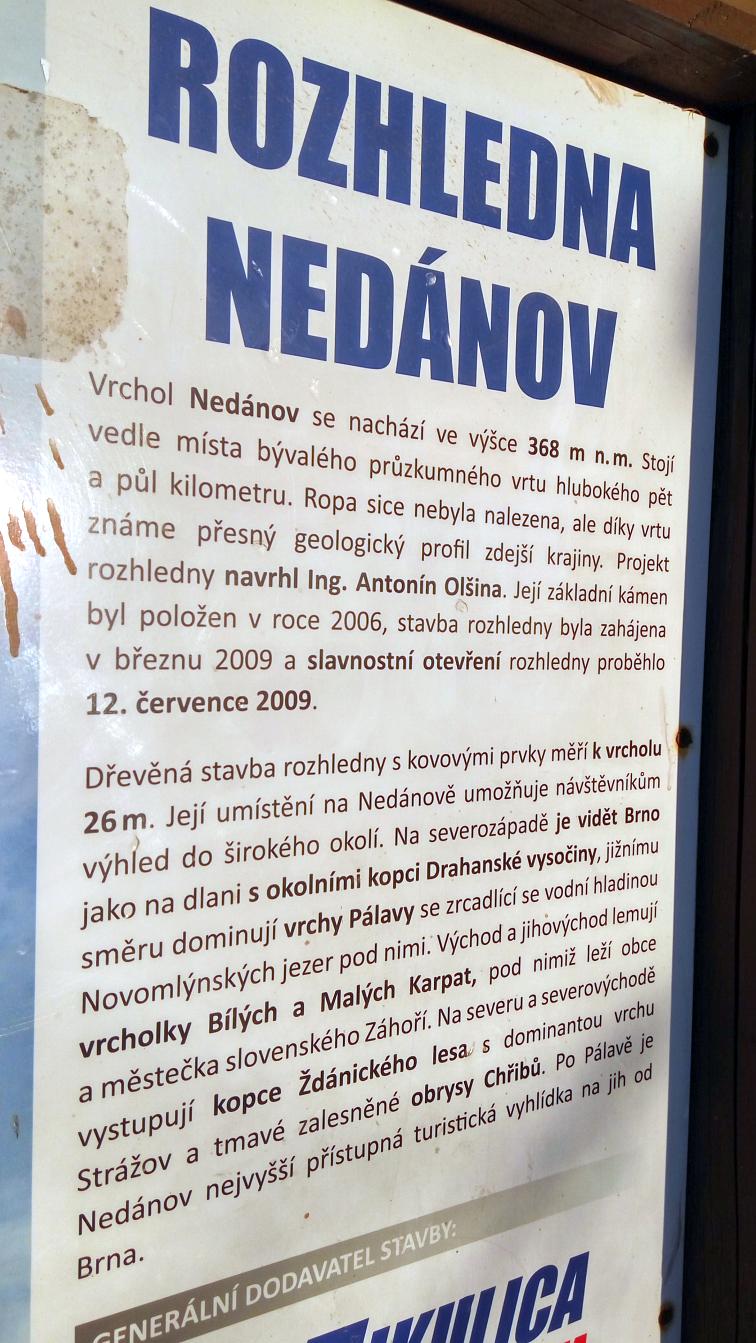 ROZHLEDNA
NEDÁNOV
Vrchol Nedánov se nachází ve výšce 368 m n.m. Stojí
vedle místa bývalého průzkumného vrtu hlubokého pět
a půl kilometru. Ropa sice nebyla nalezena, ale díky vrtu
známe přesný geologický profil zdejší krajiny. Projekt
rozhledny navrhl Ing. Antonín Olšina. Její základní kámen
byl položen v roce 2006, stavba rozhledny byla zahájena
v březnu 2009 a slavnostní otevření rozhledny proběhlo
12. července 2009.
Dřevěná stavba rozhledny s kovovými prvky měří k vrcholu
26 m. Její umístění na Nedánově umožňuje návštěvníkům
výhled do širokého okolí. Na severozápadě je vidět Brno
jako na dlani s okolními kopci Drahanské vysočiny, jižnímu
směru dominují vrchy Pálavy se zrcadlící se vodní hladinou
Novomlýnských jezer pod nimi. Východ a jihovýchod lemují
vrcholky Bílých a Malých Karpat, pod nimiž leží obce
a městečka slovenského Záhoří. Na severu a severovýchodě
vystupují kopce Ždánického lesa s dominantou vrchu
Strážov a tmavé zalesněné obrysy Chřibů. Po Pálavě je
Nedánov nejvyšší přístupná turistická vyhlídka na jih od
Brna.
GENERÁLNÍ DODAVATEL STAVBY: